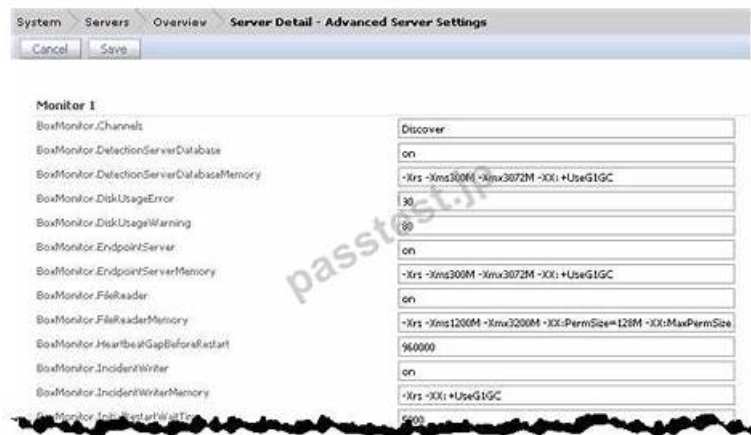 System Servers Overview Server Detail - Advanced Server Settings
Cancel Save
Monitor 1
BoxMonitor.Channels Discover
BoxMonitor.DetectionServerDatabase on
BoxMonitor.DetectionServerDatabaseMemory -Xrs -Xms300M -Xmx3072M -XX:+UseG1GC
BoxMonitor.DiskUsageError 90
BoxMonitor.DiskUsageWarning 80
BoxMonitor.EndpointServer on
BoxMonitor.EndpointServerMemory -Xrs -Xms300M -Xmx3072M -XX:+UseG1GC
BoxMonitor.FileReader on
BoxMonitor.FileReaderMemory -Xrs -Xms1200M -Xmx3200M -XX:PermSize=128M -XX:MaxPermSize
BoxMonitor.HeartbeatGapBeforeRestart 960000
BoxMonitor.IncidentWriter on
BoxMonitor.IncidentWriterMemory -Xrs -XX:+UseG1GC
passtest.jp